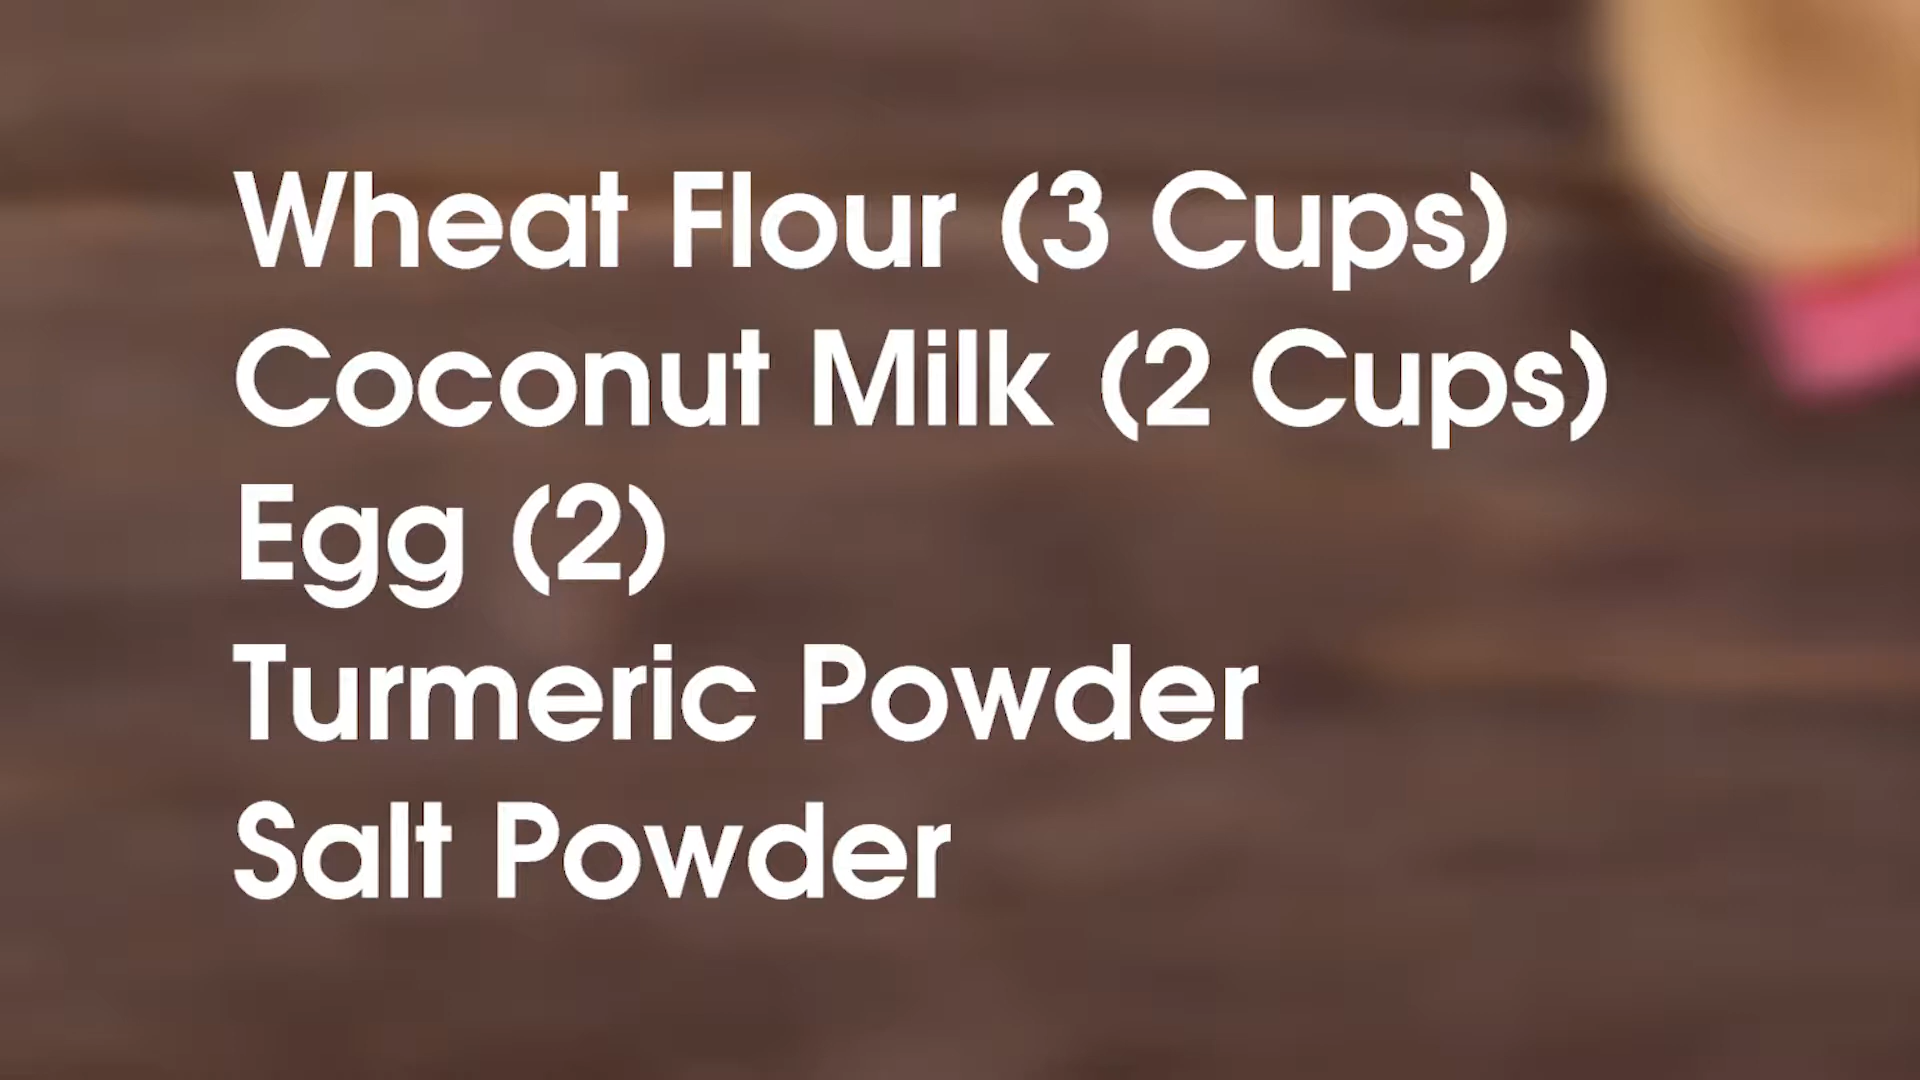 Wheat Flour (3 Cups)
Coconut Milk (2 Cups)
Egg (2)
Turmeric Powder
Salt Powder